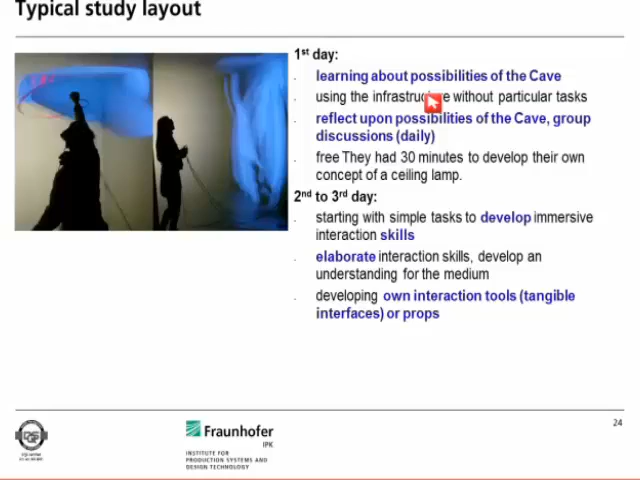 Typical study layout
1st day:
learning about possibilities of the Cave
using the infrastruc e without particular tasks
reflect upon possibilities of the Cave, group
discussions (daily)
free They had 30 minutes to develop their own
concept of a ceiling lamp.
2nd to 3rd day:
starting with simple tasks to develop immersive
interaction skills
elaborate interaction skills, develop an
understanding for the medium
developing own interaction tools (tangible
interfaces) or props
24
Fraunhofer
IPK
INSTITUTE FOR
PRODUCTION SYSTEMS AND
DESIGN TECHNOLOGY